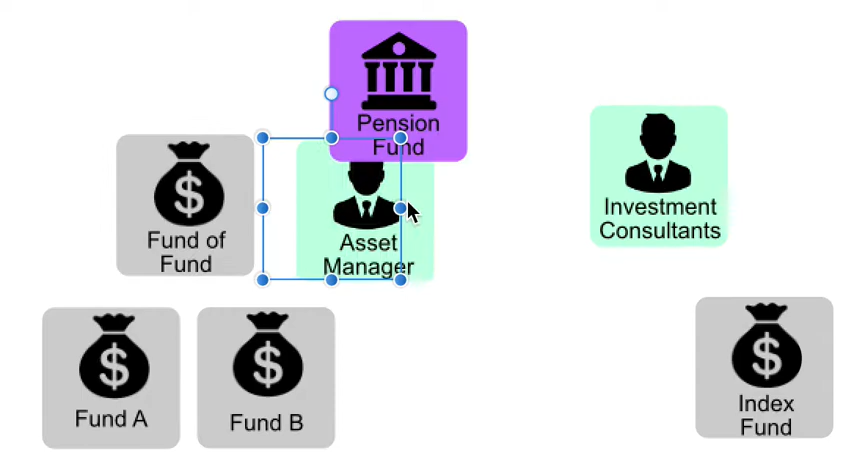 Pension
Fund
Fund of
Fund
Asset
Manager
Investment
Consultants
Fund A
Fund B
Index
Fund